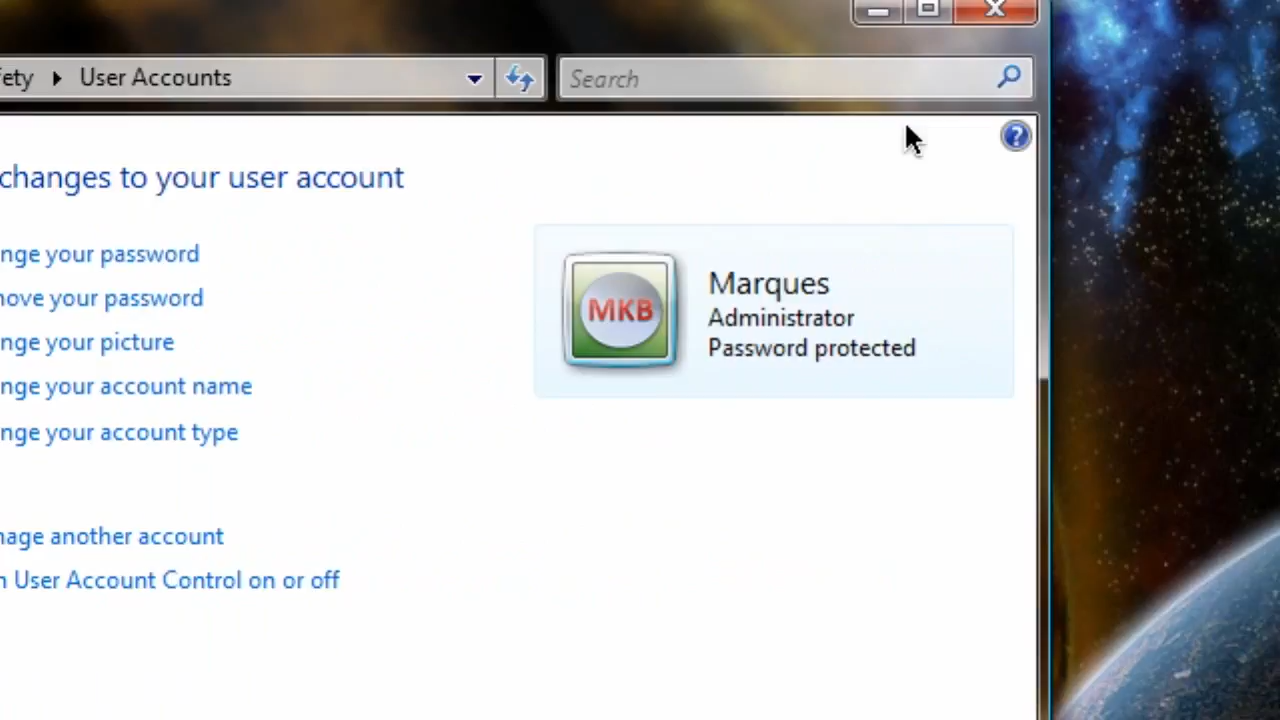 ety ▸ User Accounts
Search
changes to your user account
nge your password
ove your password
nge your picture
nge your account name
nge your account type
MKB
Marques
Administrator
Password protected
nage another account
n User Account Control on or off